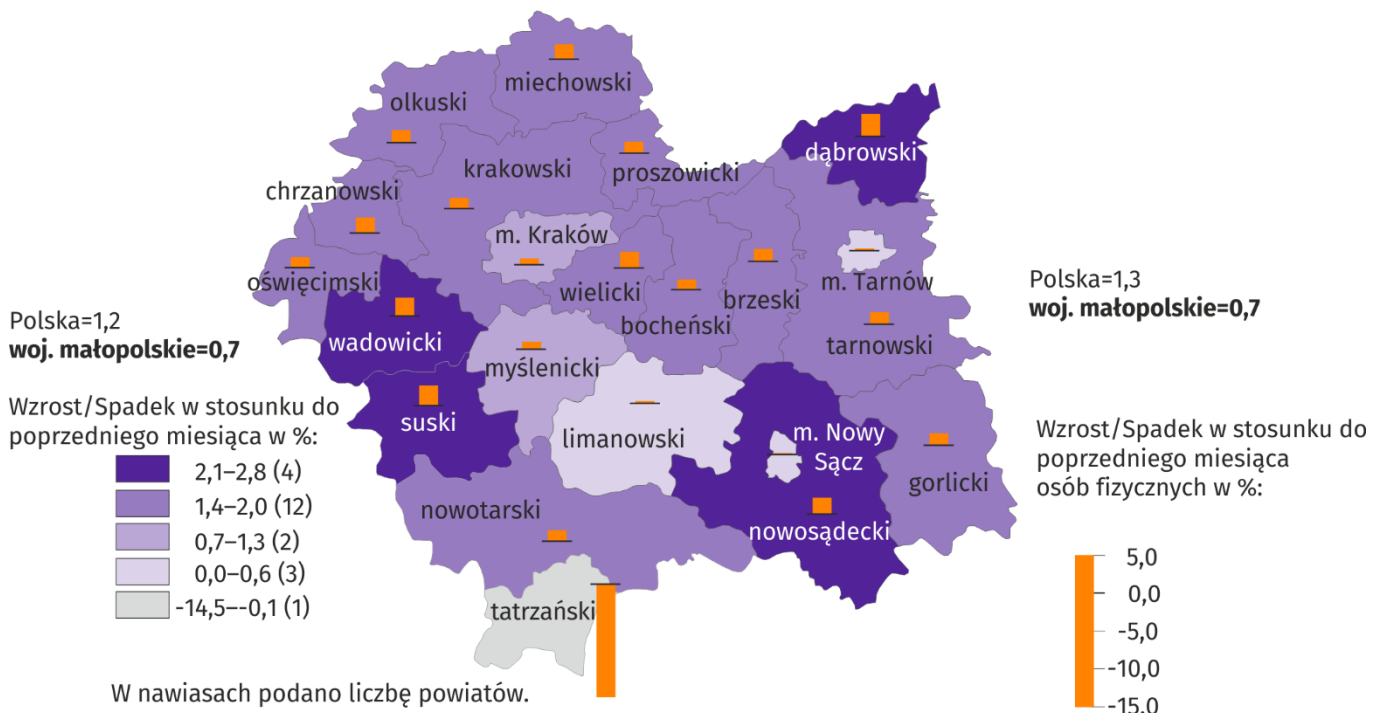 miechowski
olkuski
dąbrowski
krakowski
proszowicki
chrzanowski
m. Kraków
oświęcimski
wielicki
bocheński
brzeski
m. Tarnów
tarnowski
Polska=1,2
woj. małopolskie=0,7
Polska=1,3
woj. małopolskie=0,7
wadowicki
myślenicki
suski
limanowski
m. Nowy
Sącz
gorlicki
nowotarski
nowosądecki
tatrzański
Wzrost/Spadek w stosunku do
poprzedniego miesiąca w %:
2,1–2,8 (4)
1,4–2,0 (12)
0,7–1,3 (2)
0,0–0,6 (3)
-14,5–-0,1 (1)
W nawiasach podano liczbę powiatów.
Wzrost/Spadek w stosunku do
poprzedniego miesiąca
osób fizycznych w %:
5,0
0,0
-5,0
-10,0
-15,0